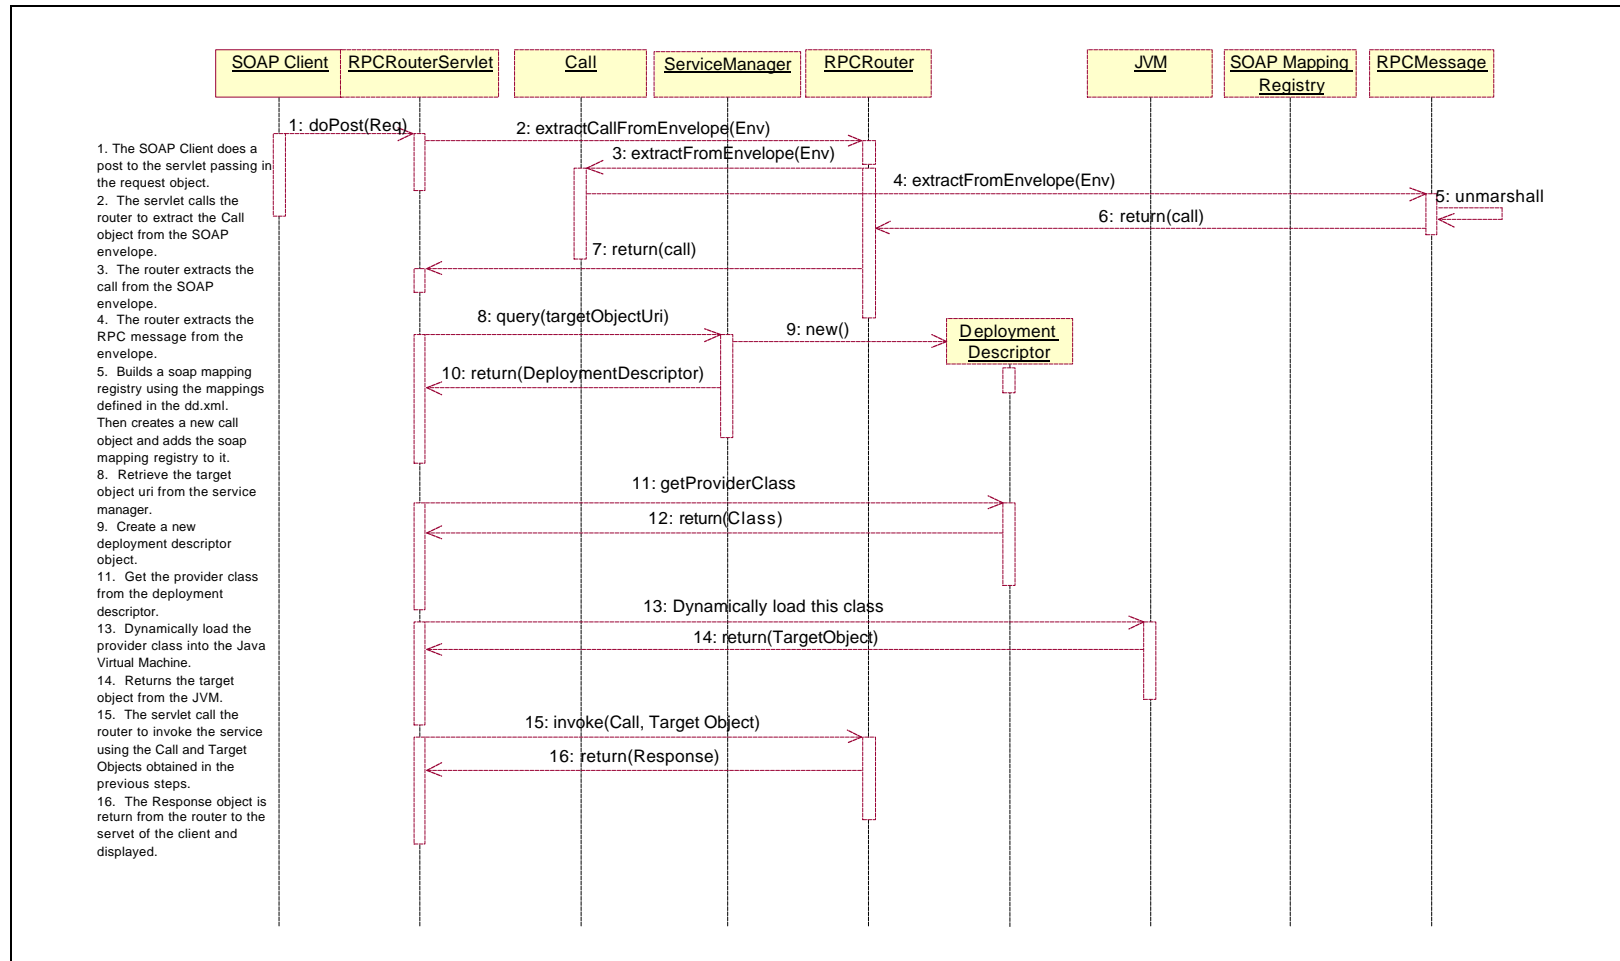 SOAP Client
RPCRouterServlet
Call
ServiceManager
RPCRouter
JVM
SOAP Mapping
Registry
RPCMessage
1: doPost(Req)
2: extractCallFromEnvelope(Env)
3: extractFromEnvelope(Env)
4: extractFromEnvelope(Env)
5: unmarshall
6: return(call)
7: return(call)
8: query(targetObjectUri)
9: new()
Deployment
Descriptor
10: return(DeploymentDescriptor)
11: getProviderClass
12: return(Class)
13: Dynamically load this class
14: return(TargetObject)
15: invoke(Call, Target Object)
16: return(Response)
1. The SOAP Client does a
post to the servlet passing in
the request object.
2. The servlet calls the
router to extract the Call
object from the SOAP
envelope.
3. The router extracts the
call from the SOAP
envelope.
4. The router extracts the
RPC message from the
envelope.
5. Builds a soap mapping
registry using the mappings
defined in the dd.xml.
Then creates a new call
object and adds the soap
mapping registry to it.
8. Retrieve the target
object uri from the service
manager.
9. Create a new
deployment descriptor
object.
11. Get the provider class
from the deployment
descriptor.
13. Dynamically load the
provider class into the Java
Virtual Machine.
14. Returns the target
object from the JVM.
15. The servlet call the
router to invoke the service
using the Call and Target
Objects obtained in the
previous steps.
16. The Response object is
return from the router to the
servet of the client and
displayed.